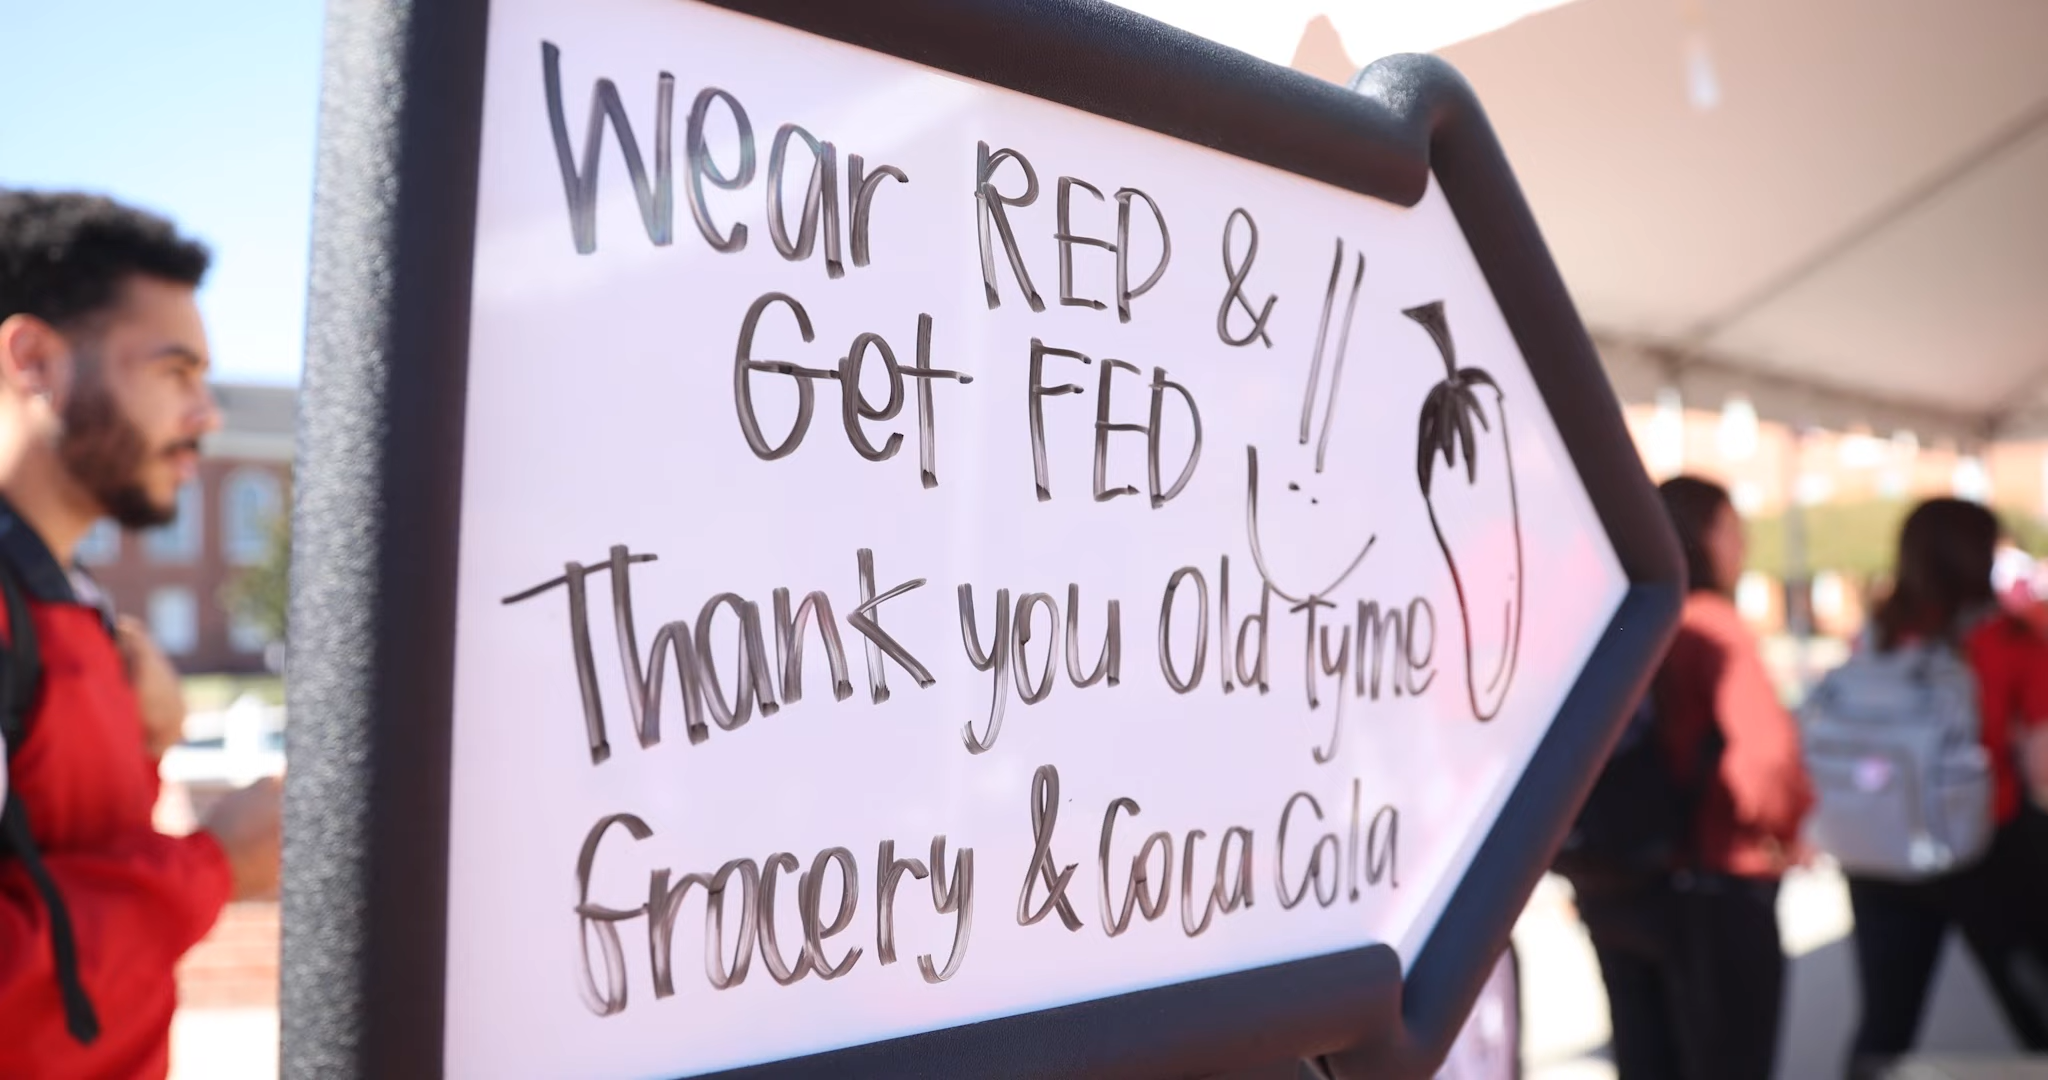 Wear RED &
Get FED !!
Thank you Old Tyme
Grocery & Coca Cola